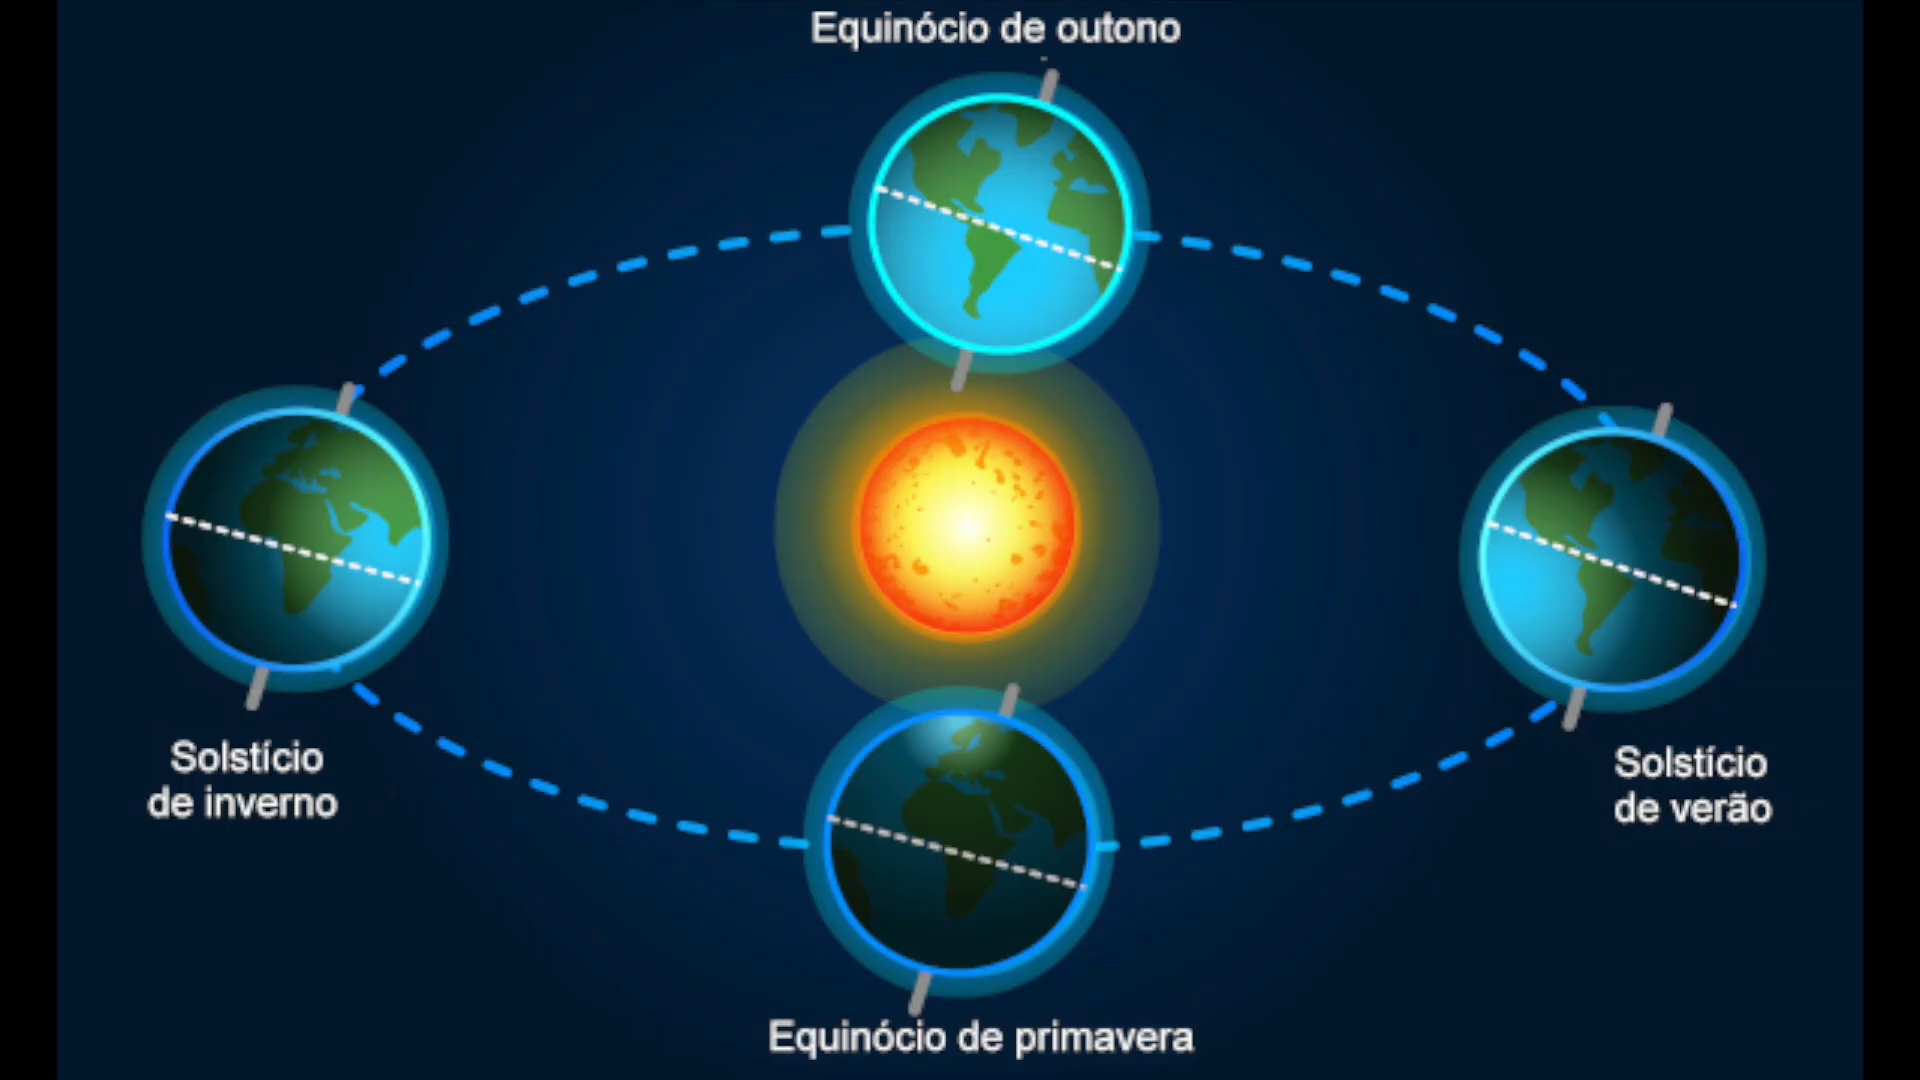 Equinócio de outono
Solstício
de inverno
Solstício
de verão
Equinócio de primavera